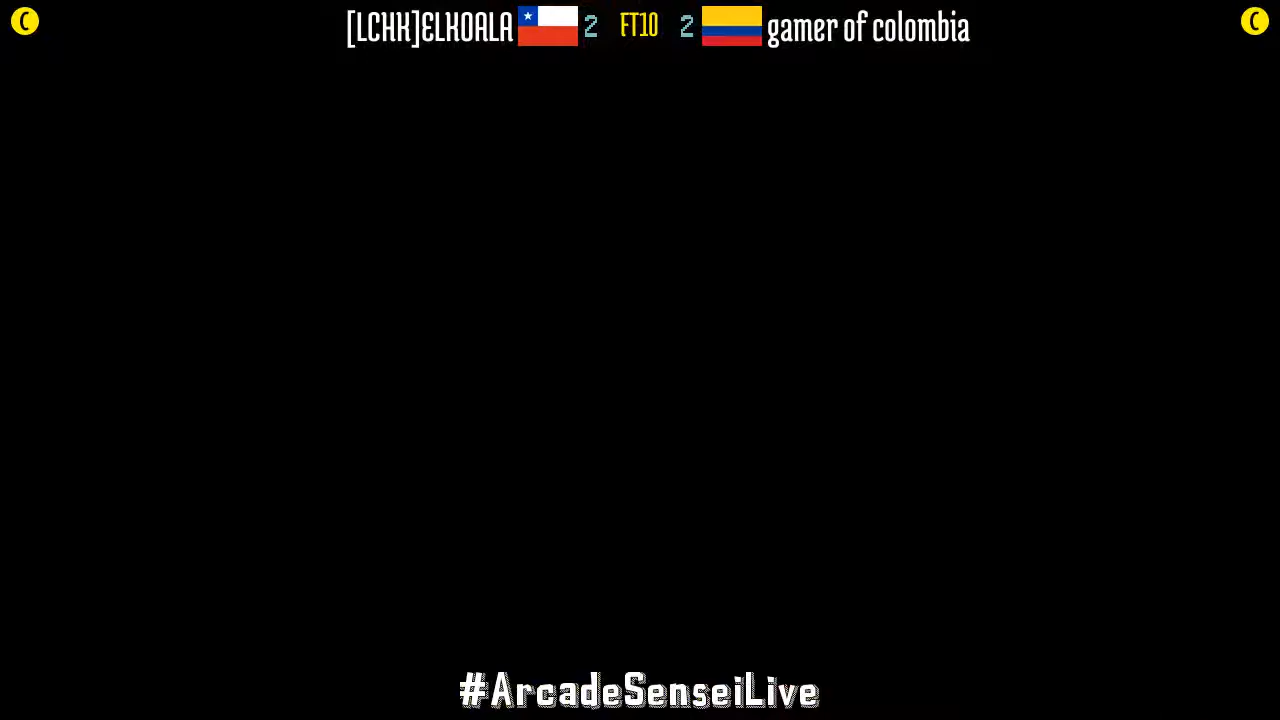 C [LCHK]ELKOALA 2 FT10 2 gamer of colombia C
#ArcadeSenseiLive